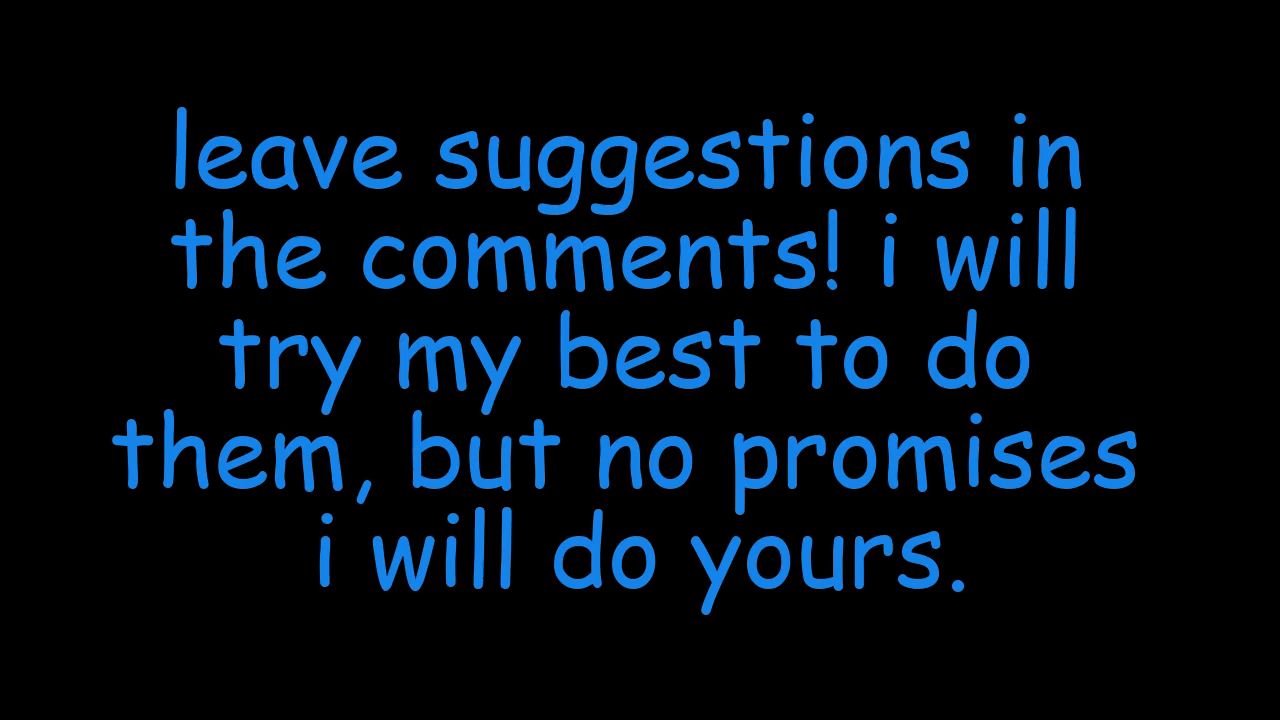 leave suggestions in
the comments! i will
try my best to do
them, but no promises
i will do yours.